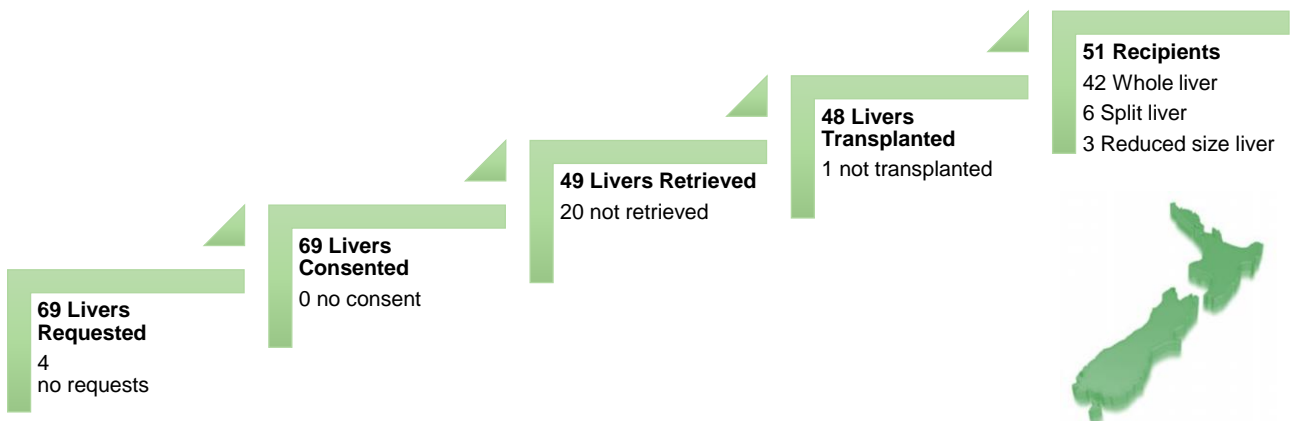 69 Livers
Requested
4
no requests
69 Livers
Consented
0 no consent
49 Livers Retrieved
20 not retrieved
48 Livers
Transplanted
1 not transplanted
51 Recipients
42 Whole liver
6 Split liver
3 Reduced size liver